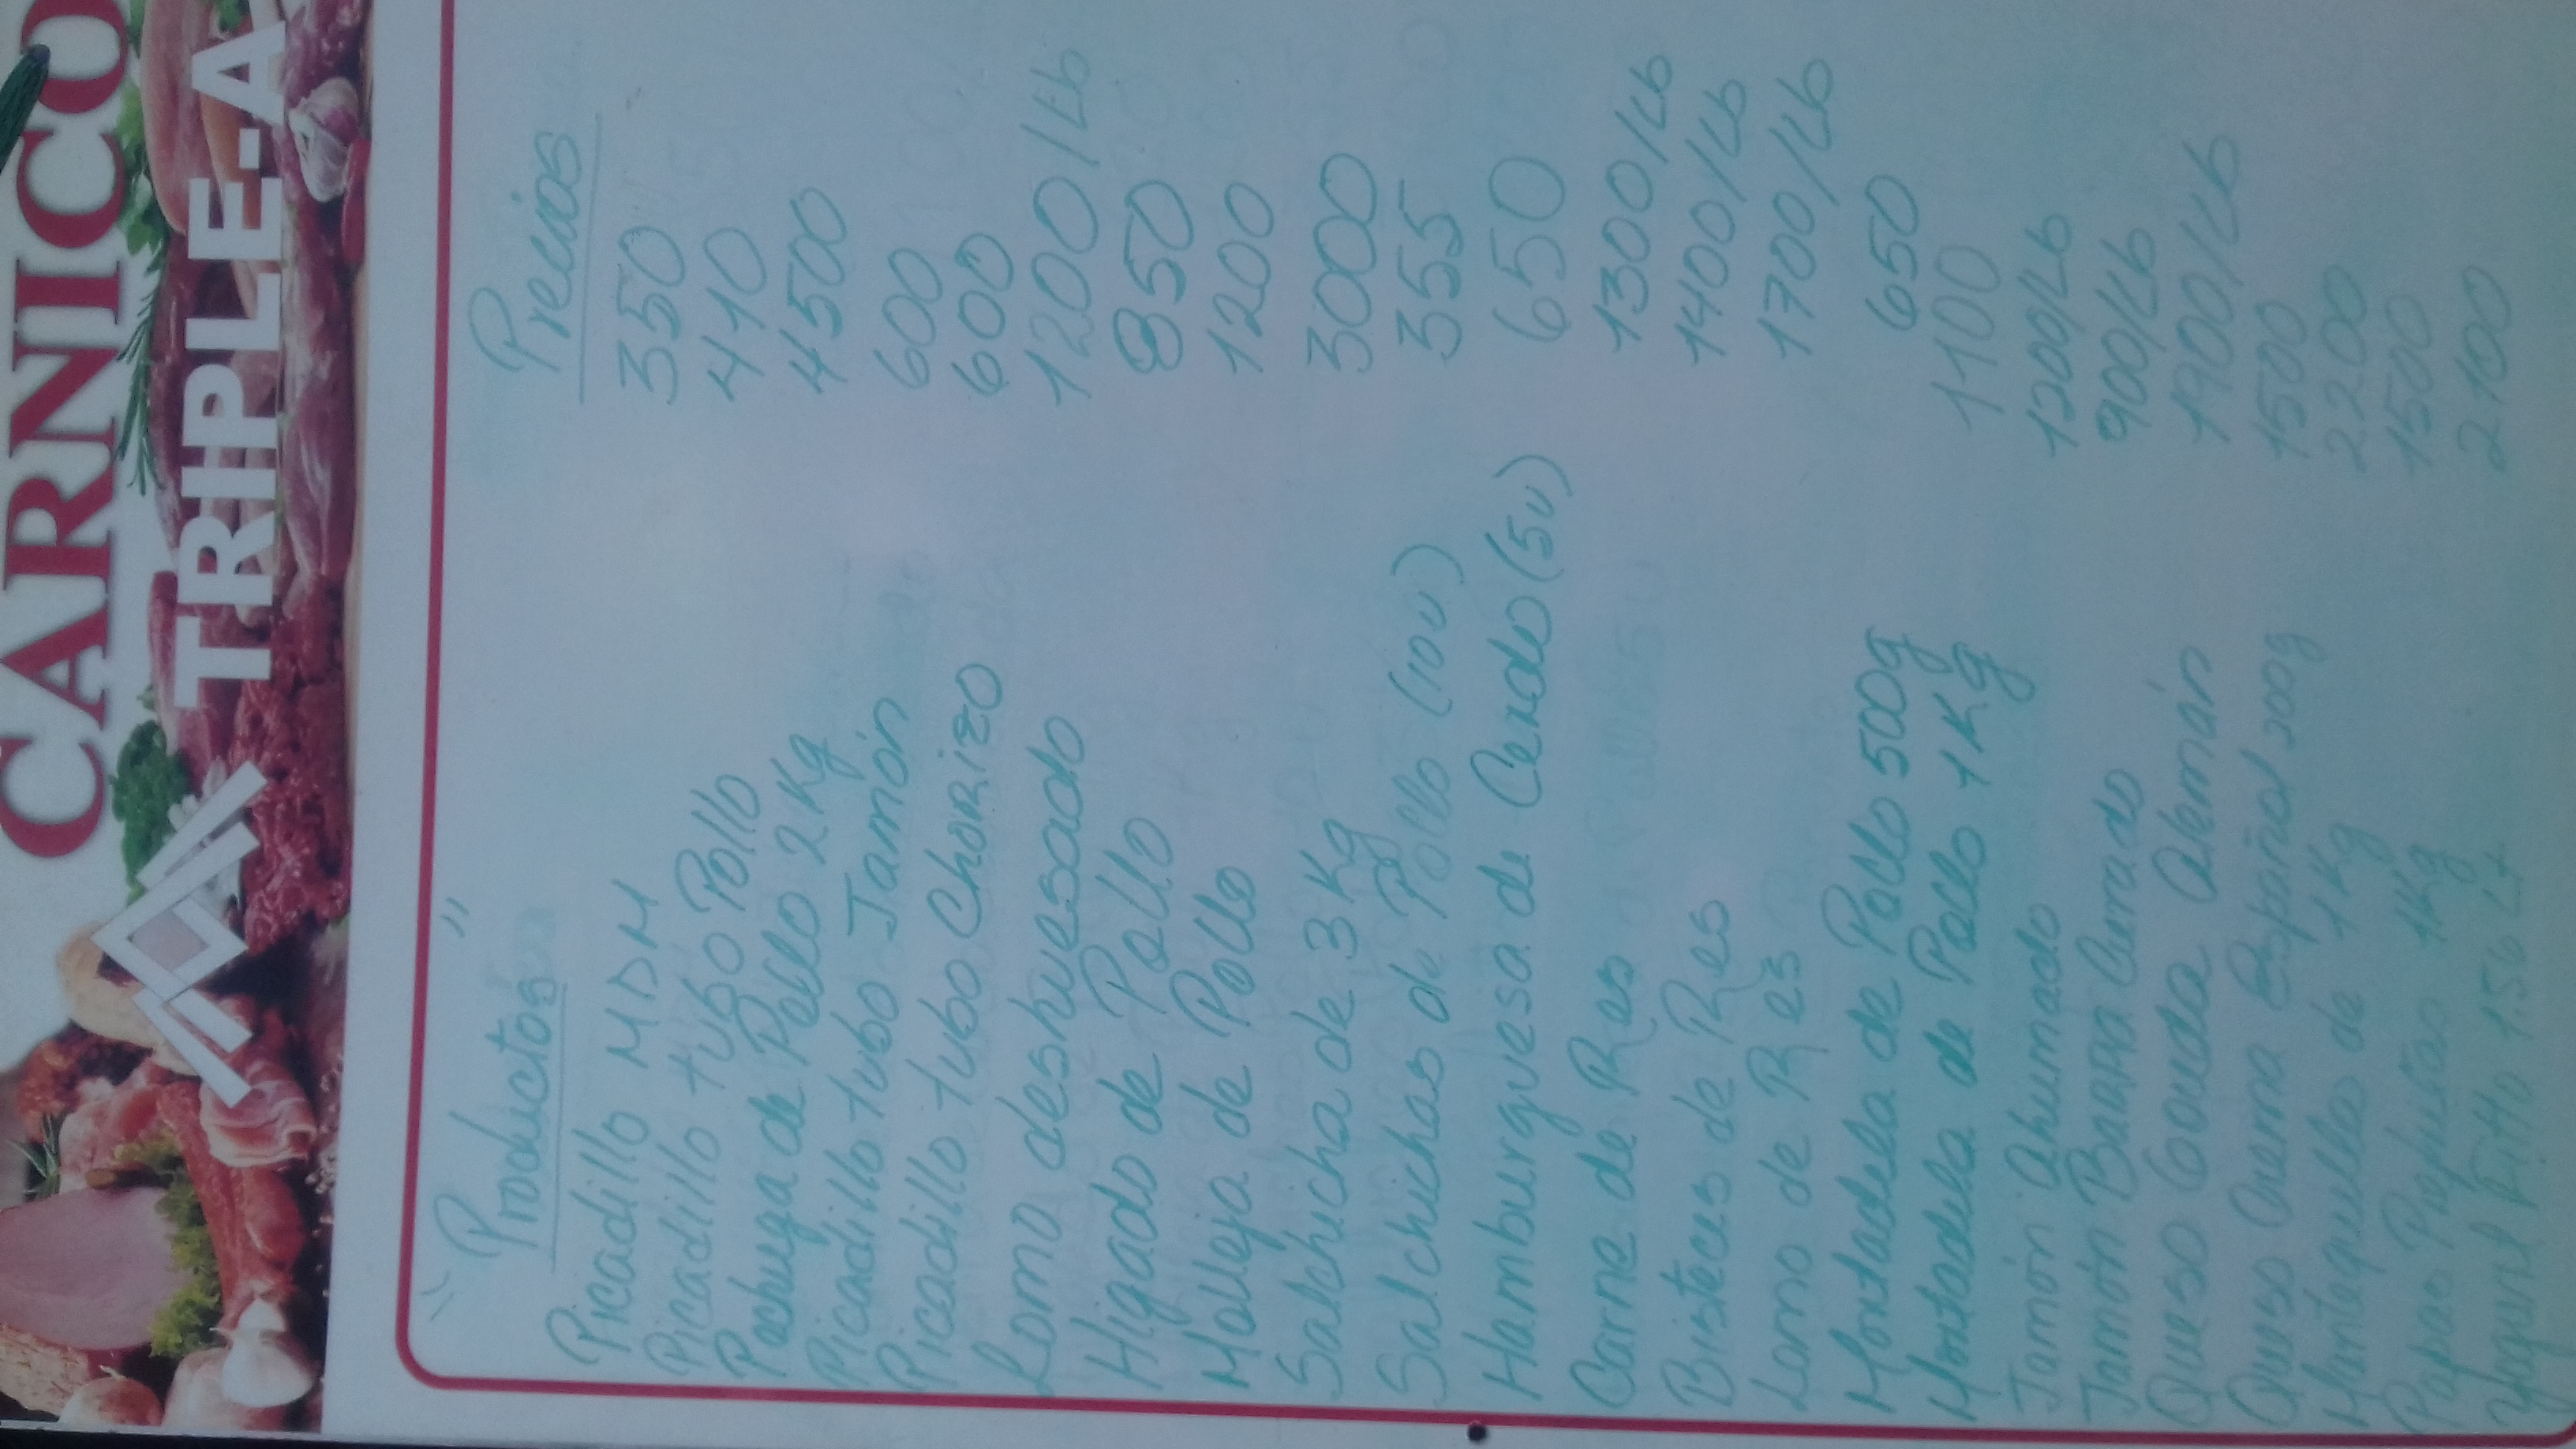 CARNICO
TRIPLE-A
"Productos" Precios
Picadillo MDM 350
Picadillo tubo Pollo 410
Pechuga de Pollo 2Kg 4500
Picadillo tubo Jamón 600
Picadillo tubo Chorizo 600
Lomo deshuesado 1200/Lb
Higado de Pollo 850
Molleja de Pollo 1200
Salchicha de 3Kg 3000
Salchichas de Pollo (10u) 355
Hamburguesa de Cerdo (5u) 650
Carne de Res 1300/Lb
Bisteces de Res 1400/Lb
Lomo de Res 1700/Lb
Mortadela de Pollo 500g 650
Mortadela de Pollo 1Kg 1100
Jamón Ahumado 1200/Lb
Jamón Barra Curado 900/Lb
Queso Gouda Alemán 1900/Lb
Queso Crema Español 200g 1500
Mantequilla de 1Kg 2200
Papas Prefritas 1Kg 1500
Yogurt 1.56 Lt 2100